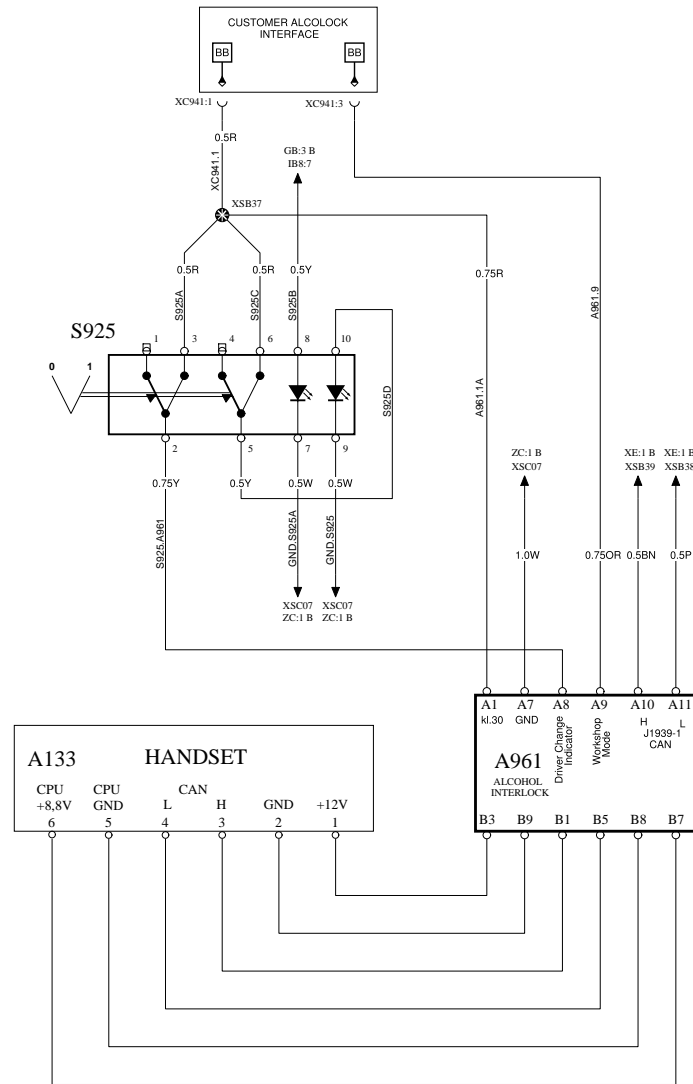 CUSTOMER ALCOLOCK
INTERFACE
BB
BB
XC941:1
XC941:3
0.5R
XC941.1
GB:3 B
IB8:7
XSB37
0.5R
0.5R
0.5Y
0.75R
S925A
S925C
S925B
A961.9
S925
1
3
4
6
8
10
0
1
S925D
A961.1A
2
5
7
9
0.75Y
0.5Y
0.5W
0.5W
S925.A961
GND.S925A
GND.S925
XSC07
ZC:1 B
XSC07
ZC:1 B
ZC:1 B
XSC07
XE:1 B
XSB39
XE:1 B
XSB38
1.0W
0.75OR
0.5BN
0.5P
A1
A7
A8
A9
A10
A11
kl.30
GND
Driver Change
Indicator
Workshop
Mode
H
L
J1939-1
CAN
A961
ALCOHOL
INTERLOCK
B3
B9
B1
B5
B8
B7
A133
HANDSET
CPU
+8,8V
CPU
GND
CAN
L
H
GND
+12V
6
5
4
3
2
1